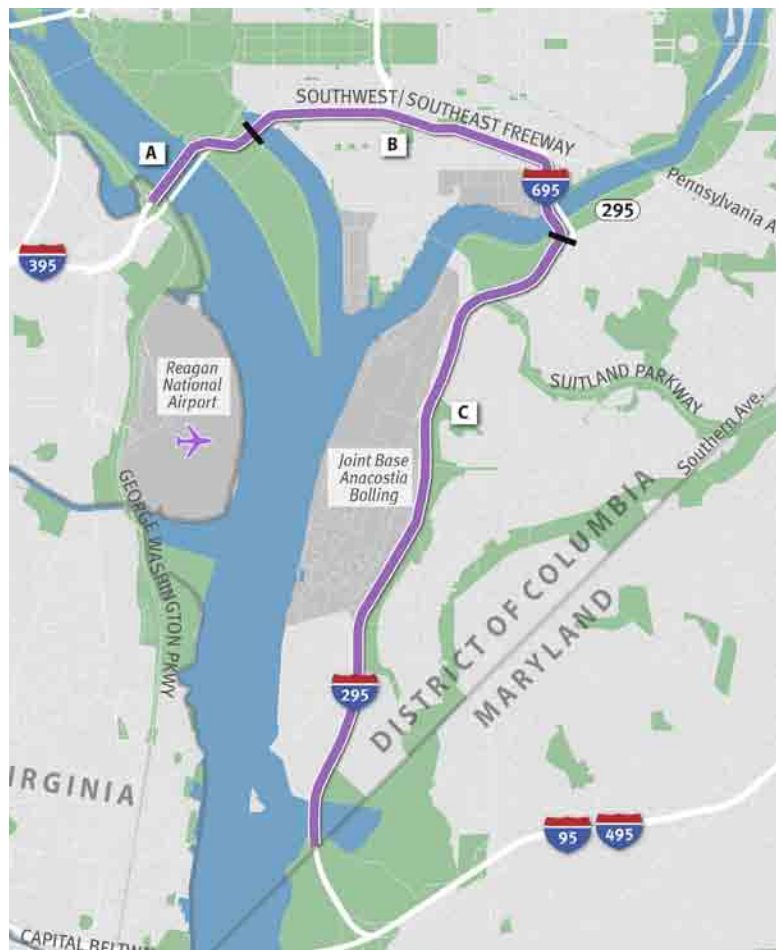 SOUTHWEST/ SOUTHEAST FREEWAY
A
B
695
295
Pennsylvania A
395
Reagan
National
Airport
SUITLAND PARKWAY
C
Southern Ave.
Joint Base
Anacostia
Bolling
GEORGE WASHINGTON PKWY
DISTRICT OF COLUMBIA
MARYLAND
295
IRGINIA
95
495
CAPITAL BELTW